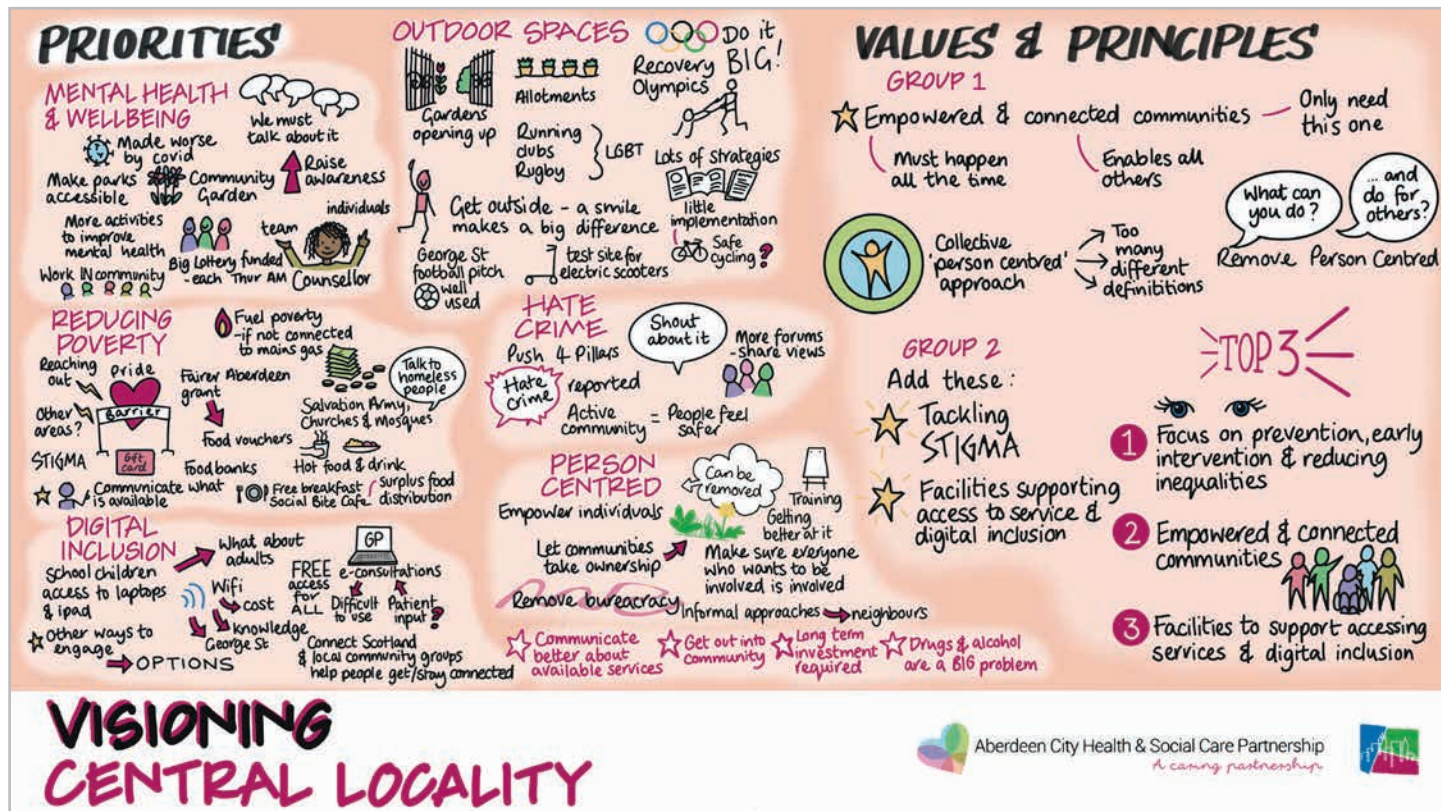 PRIORITIES
MENTAL HEALTH
& WELLBEING
We must
talk about it
Made worse
by covid
Make parks
accessible
Community
Garden
Raise
awareness
More activities
to improve
mental health
Big Lottery funded
- each Thur AM
team
individuals
Counsellor
Work IN community
OUTDOOR SPACES
Gardens
opening up
Allotments
Recovery
Olympics
Do it
BIG!
Running
clubs
Rugby
LGBT
Lots of strategies
little
implementation
Get outside - a smile
makes a big difference
George St
football pitch
well
used
test site for
electric scooters
Safe
cycling?
REDUCING
POVERTY
Fuel poverty
-if not connected
to mains gas
Reaching
out
Pride
Barrier
Other
areas?
Fairer Aberdeen
grant
Food vouchers
Talk to
homeless
people
Salvation Army,
Churches & Mosques
STIGMA
Gift
card
Foodbanks
Hot food & drink
Communicate what
is available
Free breakfast
Social Bite Cafe
surplus food
distribution
HATE
CRIME
Push 4 Pillars
Shout
about it
More forums
- share views
Hate
Crime
reported
Active
community
= People feel
safer
PERSON
CENTRED
Can be
removed
Training
Getting
better at it
Empower individuals
Let communities
take ownership
Make sure everyone
who wants to be
involved is involved
Remove bureacracy
Informal approaches
neighbours
DIGITAL
INCLUSION
School children
access to laptops
& ipad
What about
adults
Wifi
cost
knowledge
George St
GP
FREE
access
for
ALL
e-consultations
Difficult
to use
Patient
input?
Other ways to
engage
OPTIONS
Connect Scotland
& local community groups
help people get/stay connected
Communicate
better about
available services
Get out into
Community
Long term
investment
required
Drugs & alcohol
are a BIG problem
VALUES & PRINCIPLES
GROUP 1
Empowered & connected communities
Only need
this one
Must happen
all the time
Enables all
others
Collective
'person centred'
approach
Too
many
different
definitions
What can
you do?
... and
do for
others?
Remove Person Centred
GROUP 2
Add these:
Tackling
STIGMA
Facilities supporting
access to service &
digital inclusion
TOP 3
1 Focus on prevention, early
intervention & reducing
inequalities
2 Empowered & connected
communities
3 Facilities to support accessing
services & digital inclusion
VISIONING
CENTRAL LOCALITY
Aberdeen City Health & Social Care Partnership
A caring partnership